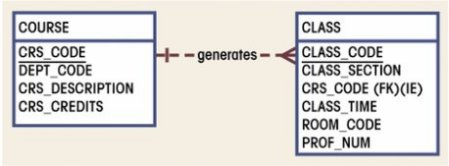 COURSE
CRS_CODE
DEPT_CODE
CRS_DESCRIPTION
CRS_CREDITS
generates
CLASS
CLASS_CODE
CLASS_SECTION
CRS_CODE (FK)(IE)
CLASS_TIME
ROOM_CODE
PROF_NUM